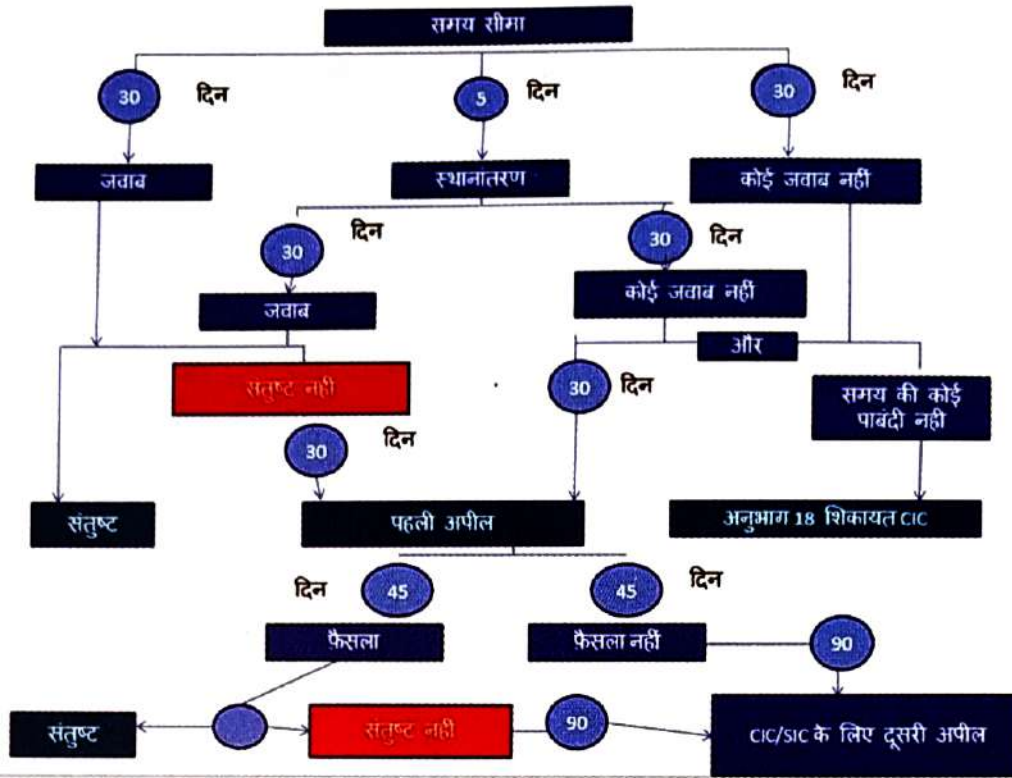 समय सीमा
30 दिन
5 दिन
30 दिन
जवाब
स्थानांतरण
कोई जवाब नहीं
30 दिन
30 दिन
जवाब
कोई जवाब नहीं
और
संतुष्ट नही
30 दिन
समय की कोई
पाबंदी नही
30 दिन
संतुष्ट
पहली अपील
अनुभाग 18 शिकायत CIC
दिन 45
45 दिन
फ़ैसला
फ़ैसला नहीं
90
संतुष्ट
संतुष्ट नही
90
CIC/SIC के लिए दूसरी अपील